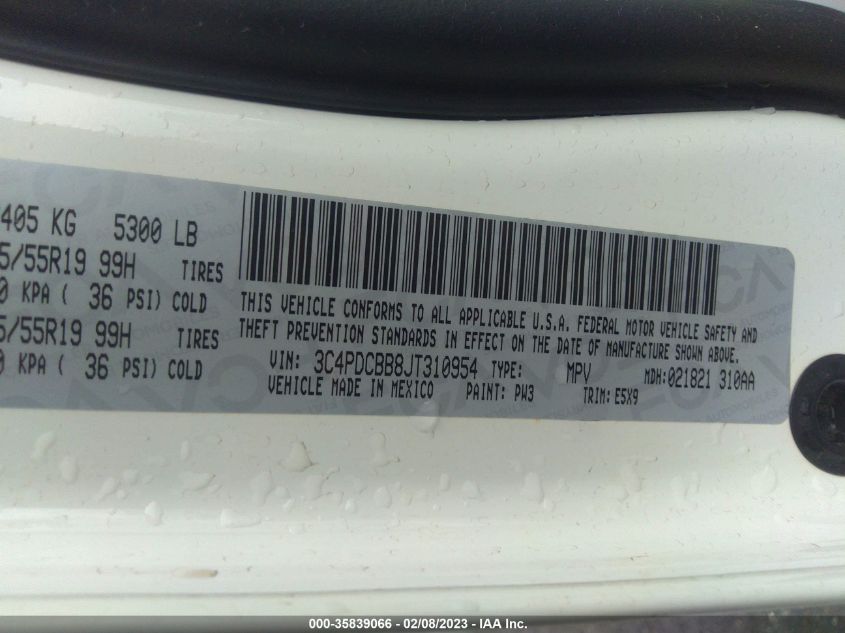 405 KG 5300 LB
5/55R19 99H TIRES
0 KPA ( 36 PSI) COLD
5/55R19 99H TIRES
0 KPA ( 36 PSI) COLD
THIS VEHICLE CONFORMS TO ALL APPLICABLE U.S.A. FEDERAL MOTOR VEHICLE SAFETY AND
THEFT PREVENTION STANDARDS IN EFFECT ON THE DATE OF MANUFACTURE SHOWN ABOVE.
VIN: 3C4PDCBB8JT310954 TYPE: MPV MDH:021821 310AA
VEHICLE MADE IN MEXICO PAINT: PW3 TRIM:E5X9
000-35839066 - 02/08/2023 - IAA Inc.